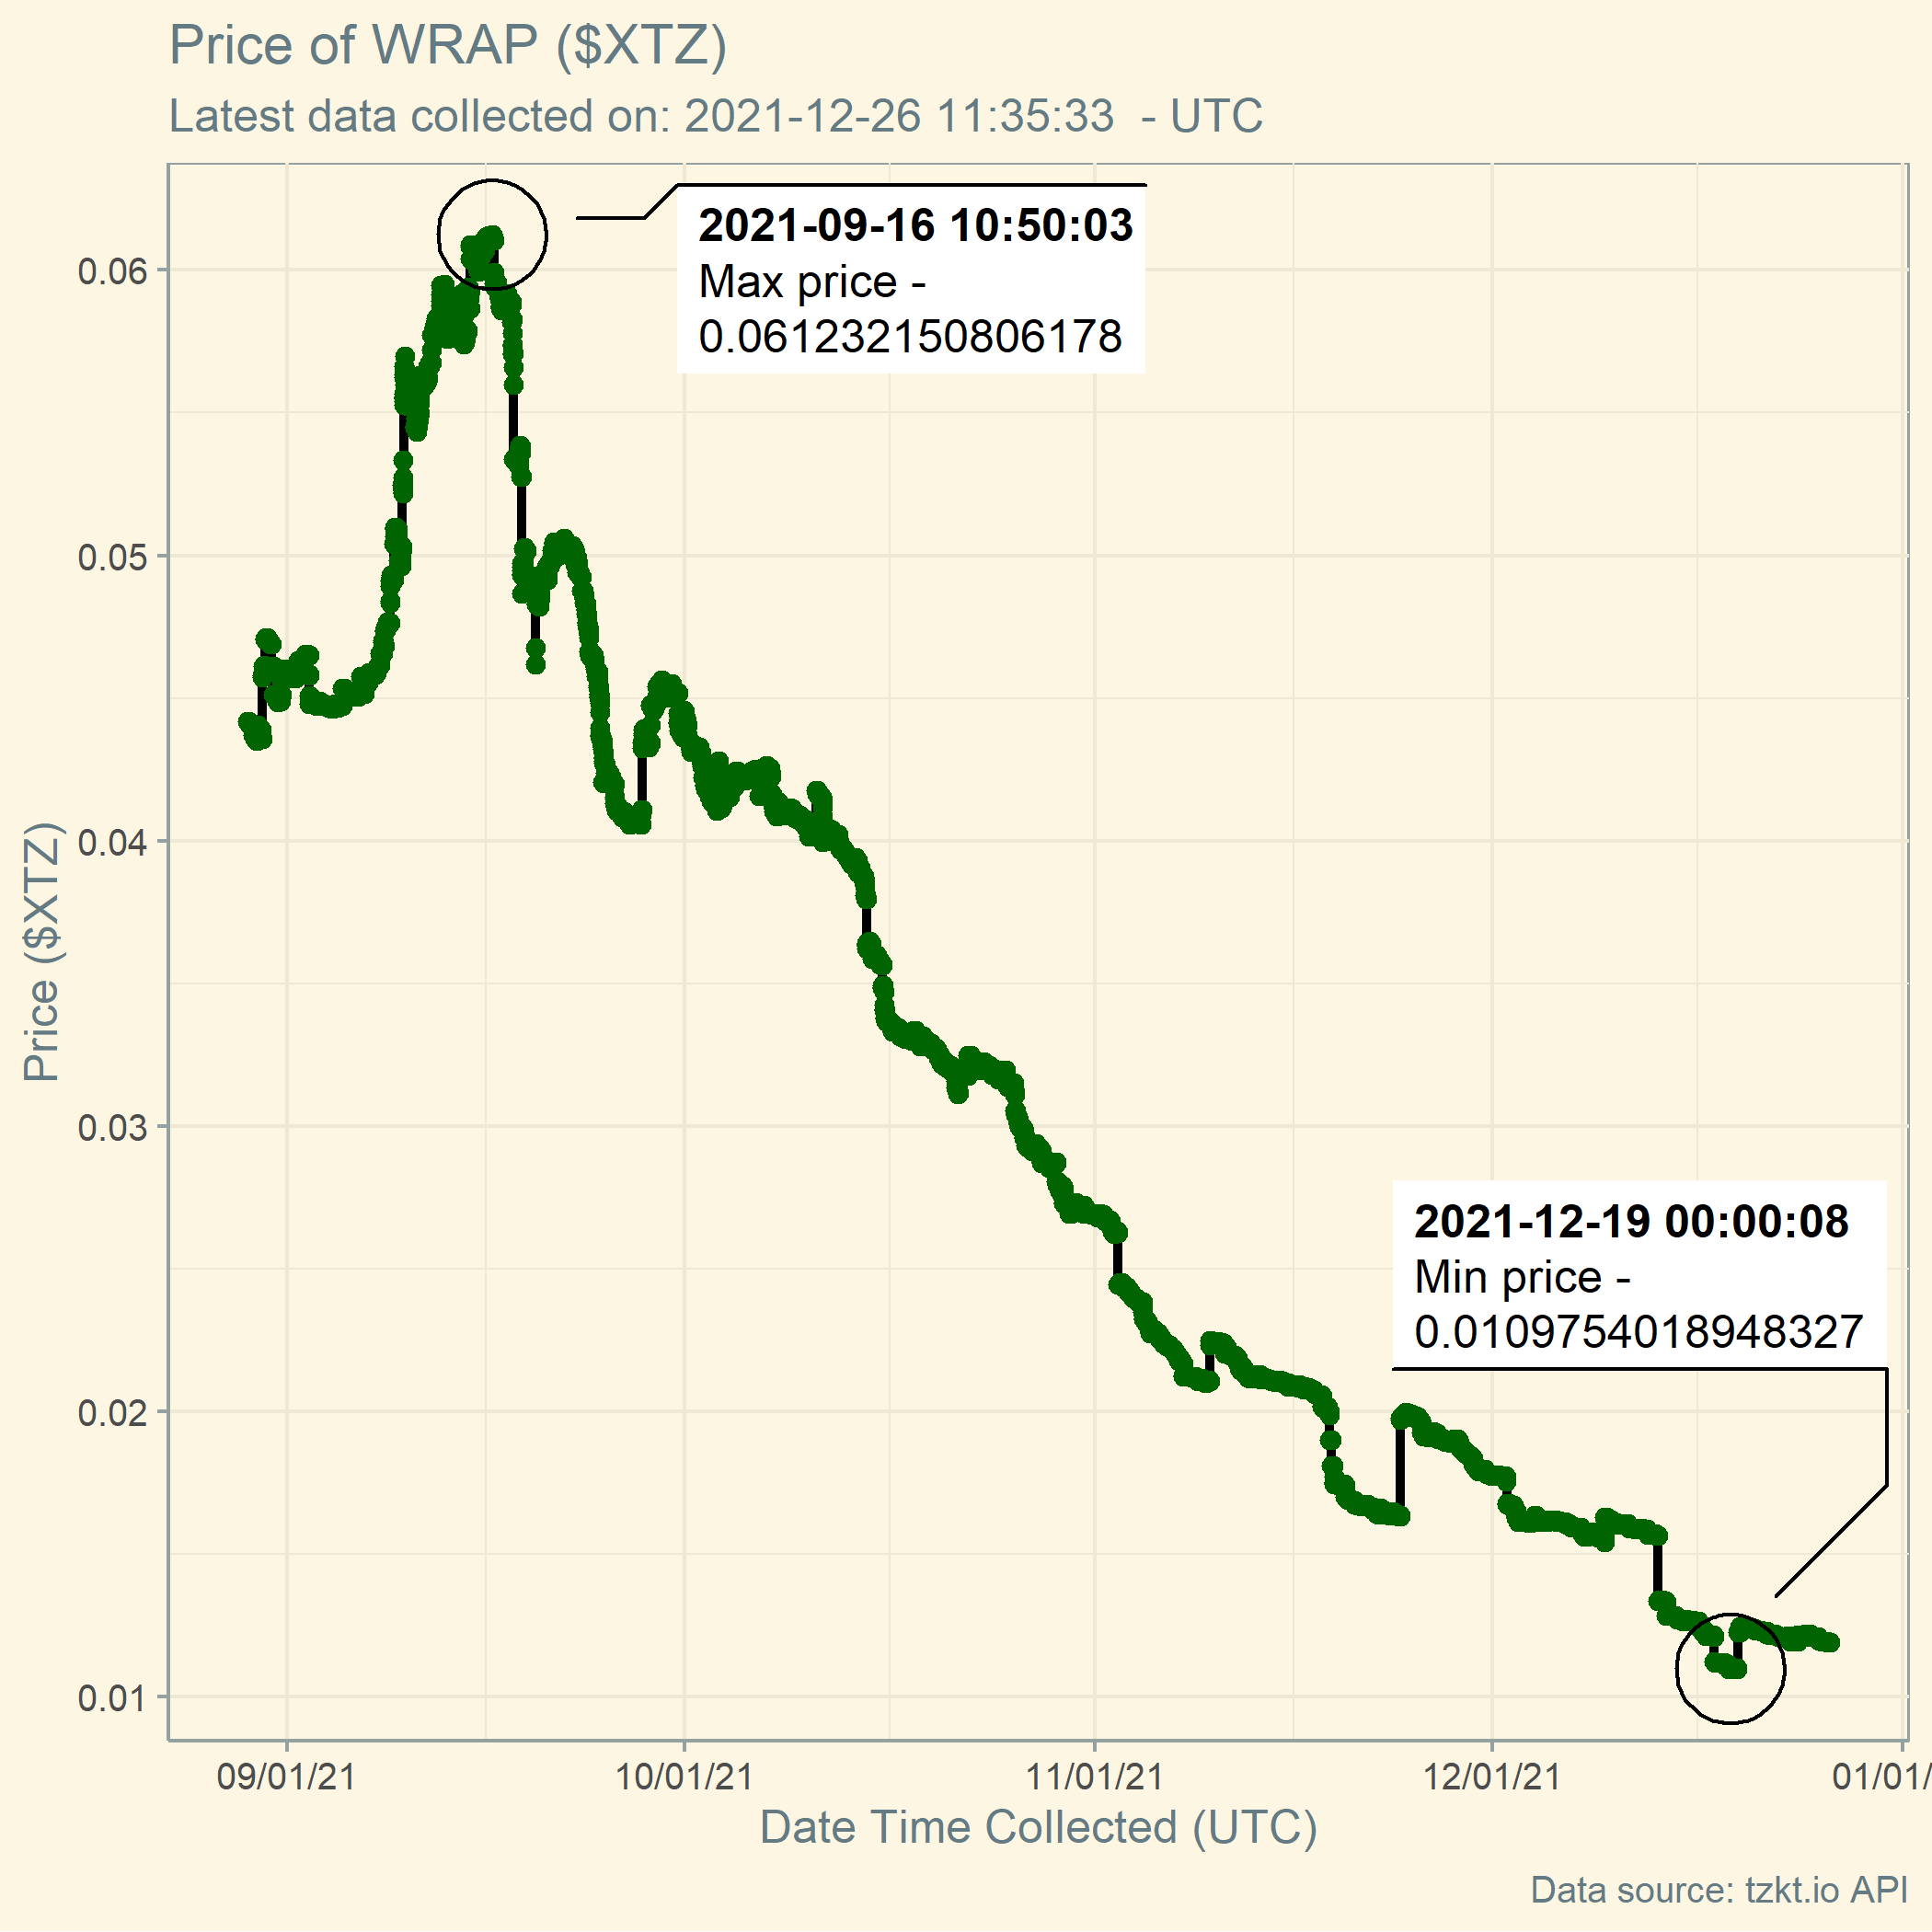 Price of WRAP ($XTZ)
Latest data collected on: 2021-12-26 11:35:33  - UTC
2021-09-16 10:50:03
Max price -
0.061232150806178
0.06
0.05
0.04
0.03
0.02
0.01
Price ($XTZ)
2021-12-19 00:00:08
Min price -
0.0109754018948327
09/01/21
10/01/21
11/01/21
12/01/21
01/01/
Date Time Collected (UTC)
Data source: tzkt.io API